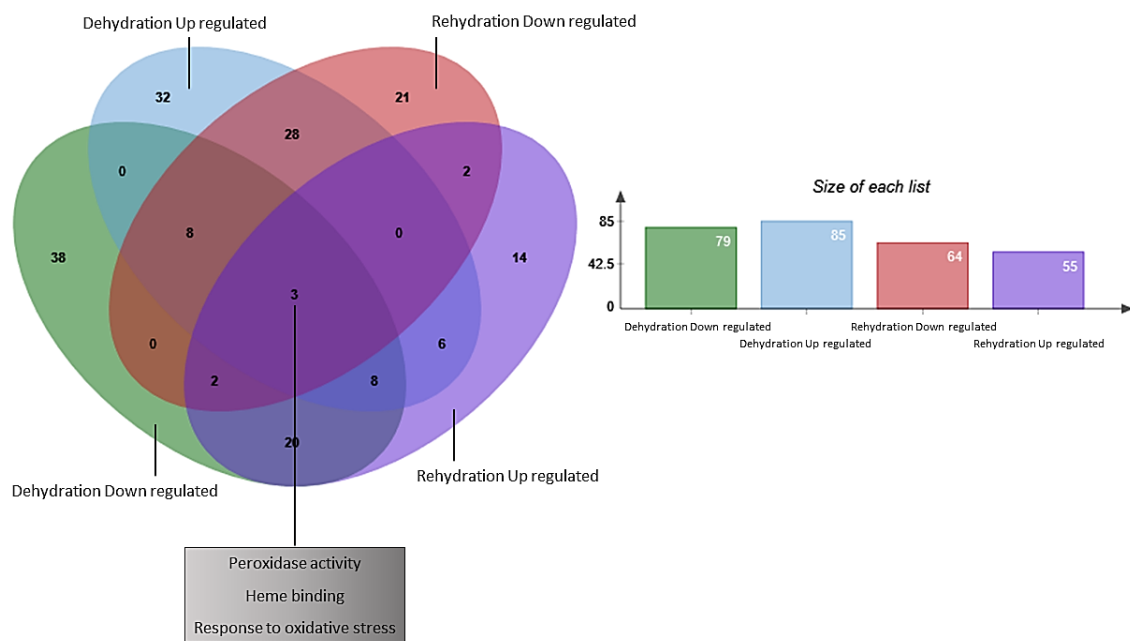 Dehydration Up regulated
Rehydration Down regulated
32
21
28
0
2
8
0
38
14
3
0
6
2
8
20
Dehydration Down regulated
Rehydration Up regulated
Peroxidase activity
Heme binding
Response to oxidative stress
Size of each list
85
42.5
0
79
85
64
55
Dehydration Down regulated
Dehydration Up regulated
Rehydration Down regulated
Rehydration Up regulated